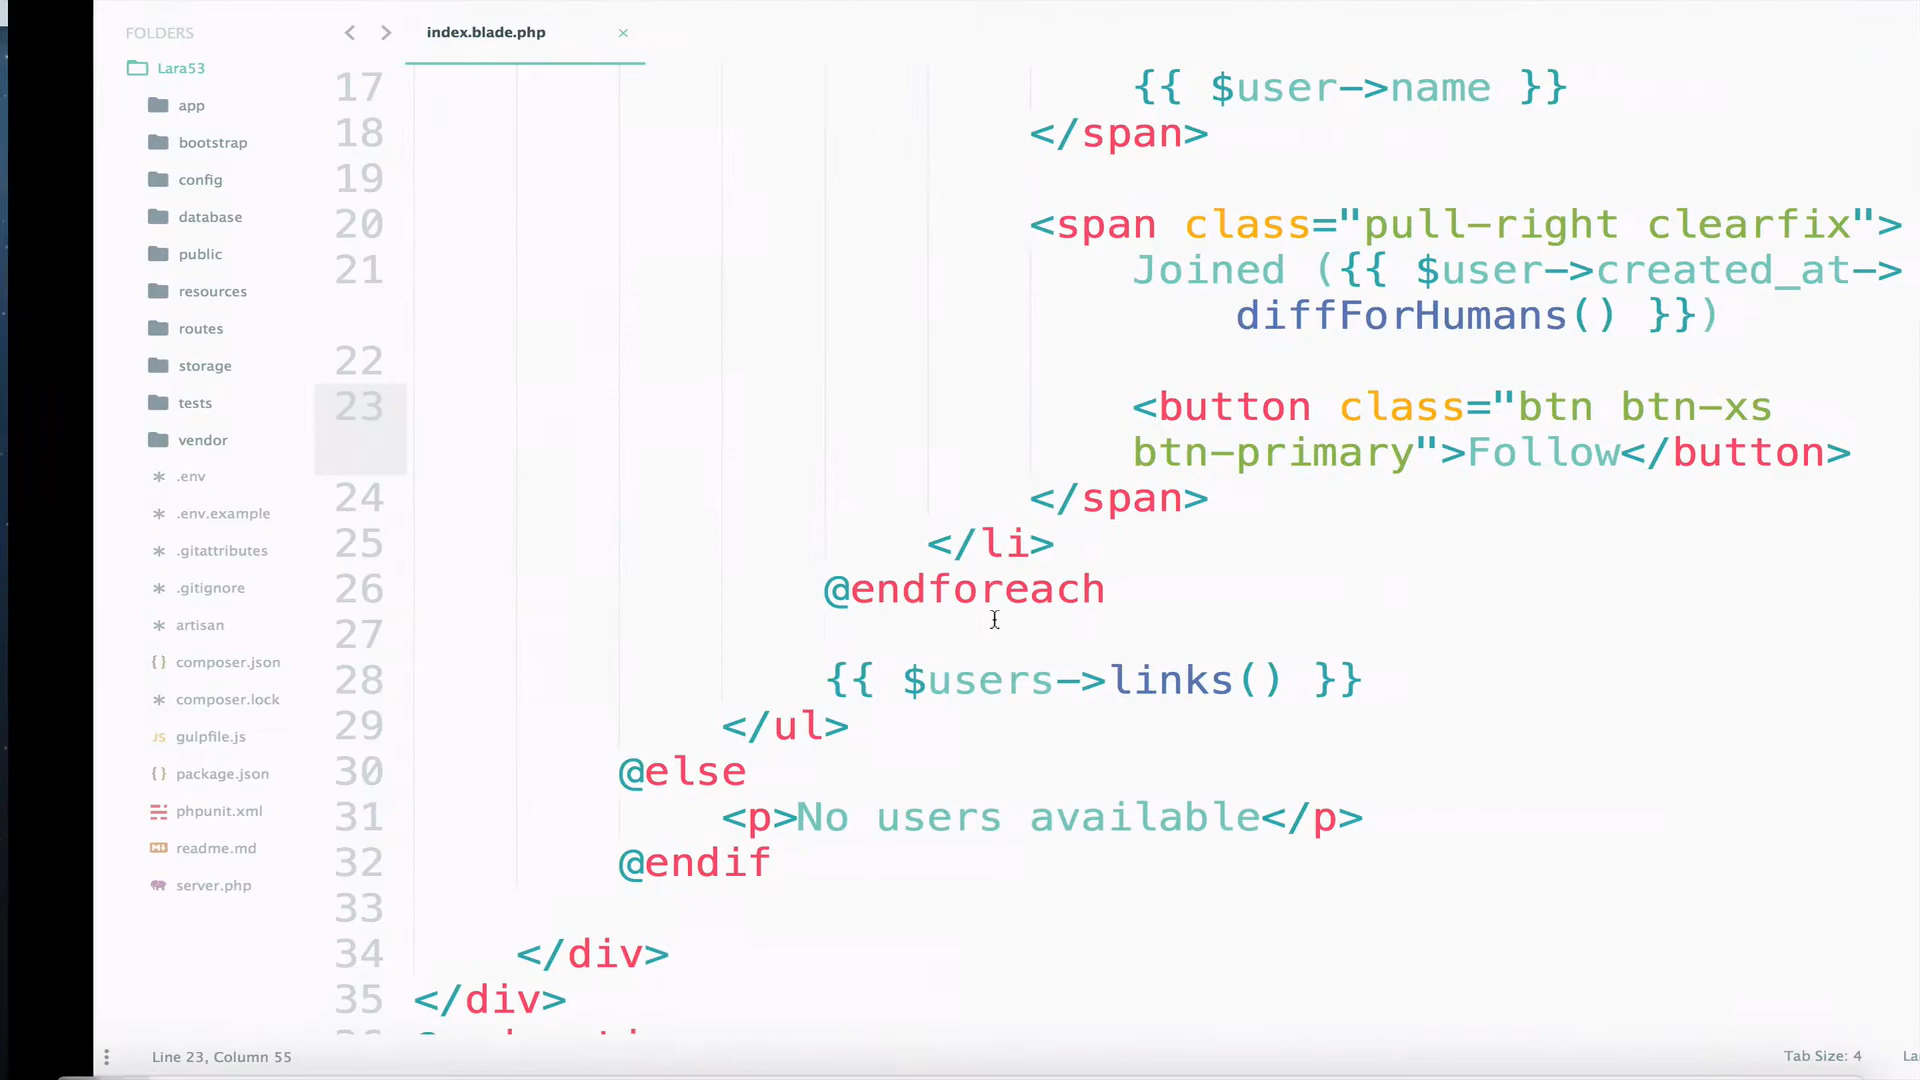 FOLDERS
Lara53
app
bootstrap
config
database
public
resources
routes
storage
tests
vendor
.env
.env.example
.gitattributes
.gitignore
artisan
composer.json
composer.lock
gulpfile.js
package.json
phpunit.xml
readme.md
server.php
index.blade.php ×
17 {{ $user->name }}
18 </span>
19
20 <span class="pull-right clearfix">
21 Joined ({{ $user->created_at->
diffForHumans() }})
22
23 <button class="btn btn-xs
btn-primary">Follow</button>
24 </span>
25 </li>
26 @endforeach
27
28 {{ $users->links() }}
29 </ul>
30 @else
31 <p>No users available</p>
32 @endif
33
34 </div>
35 </div>
Line 23, Column 55
Tab Size: 4